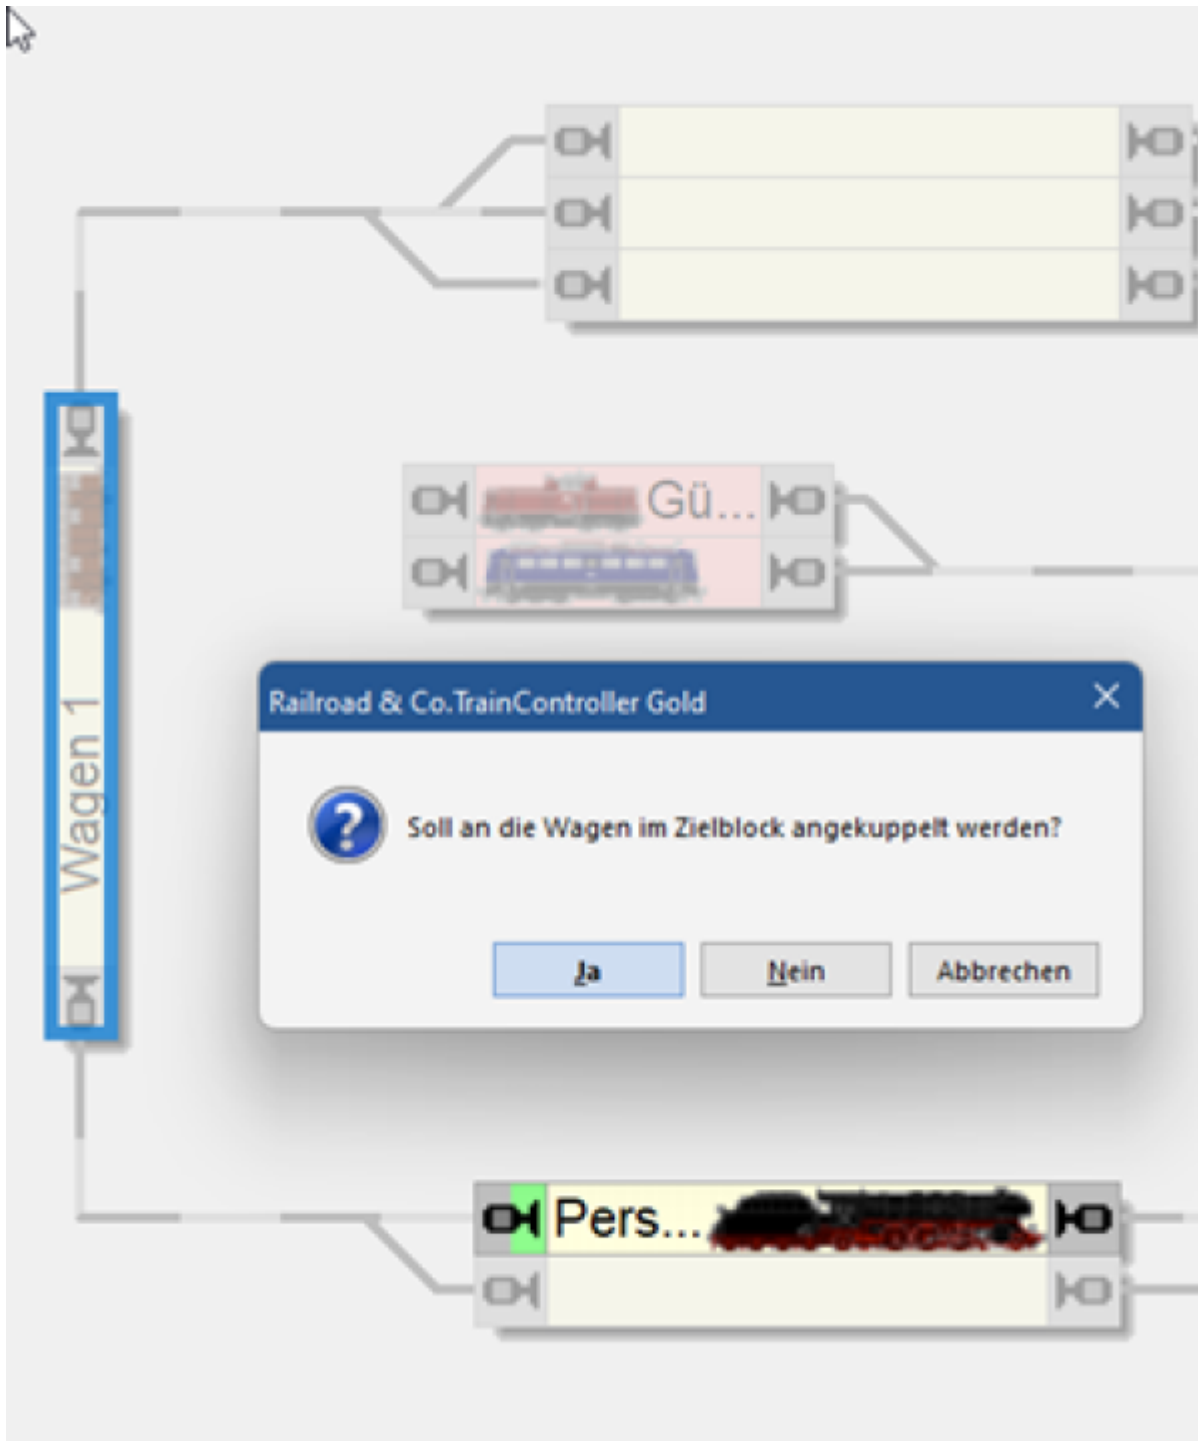 Gü...
Railroad & Co.TrainController Gold
Wagen 1
Soll an die Wagen im Zielblock angekuppelt werden?
Ja
Nein
Abbrechen
Pers...